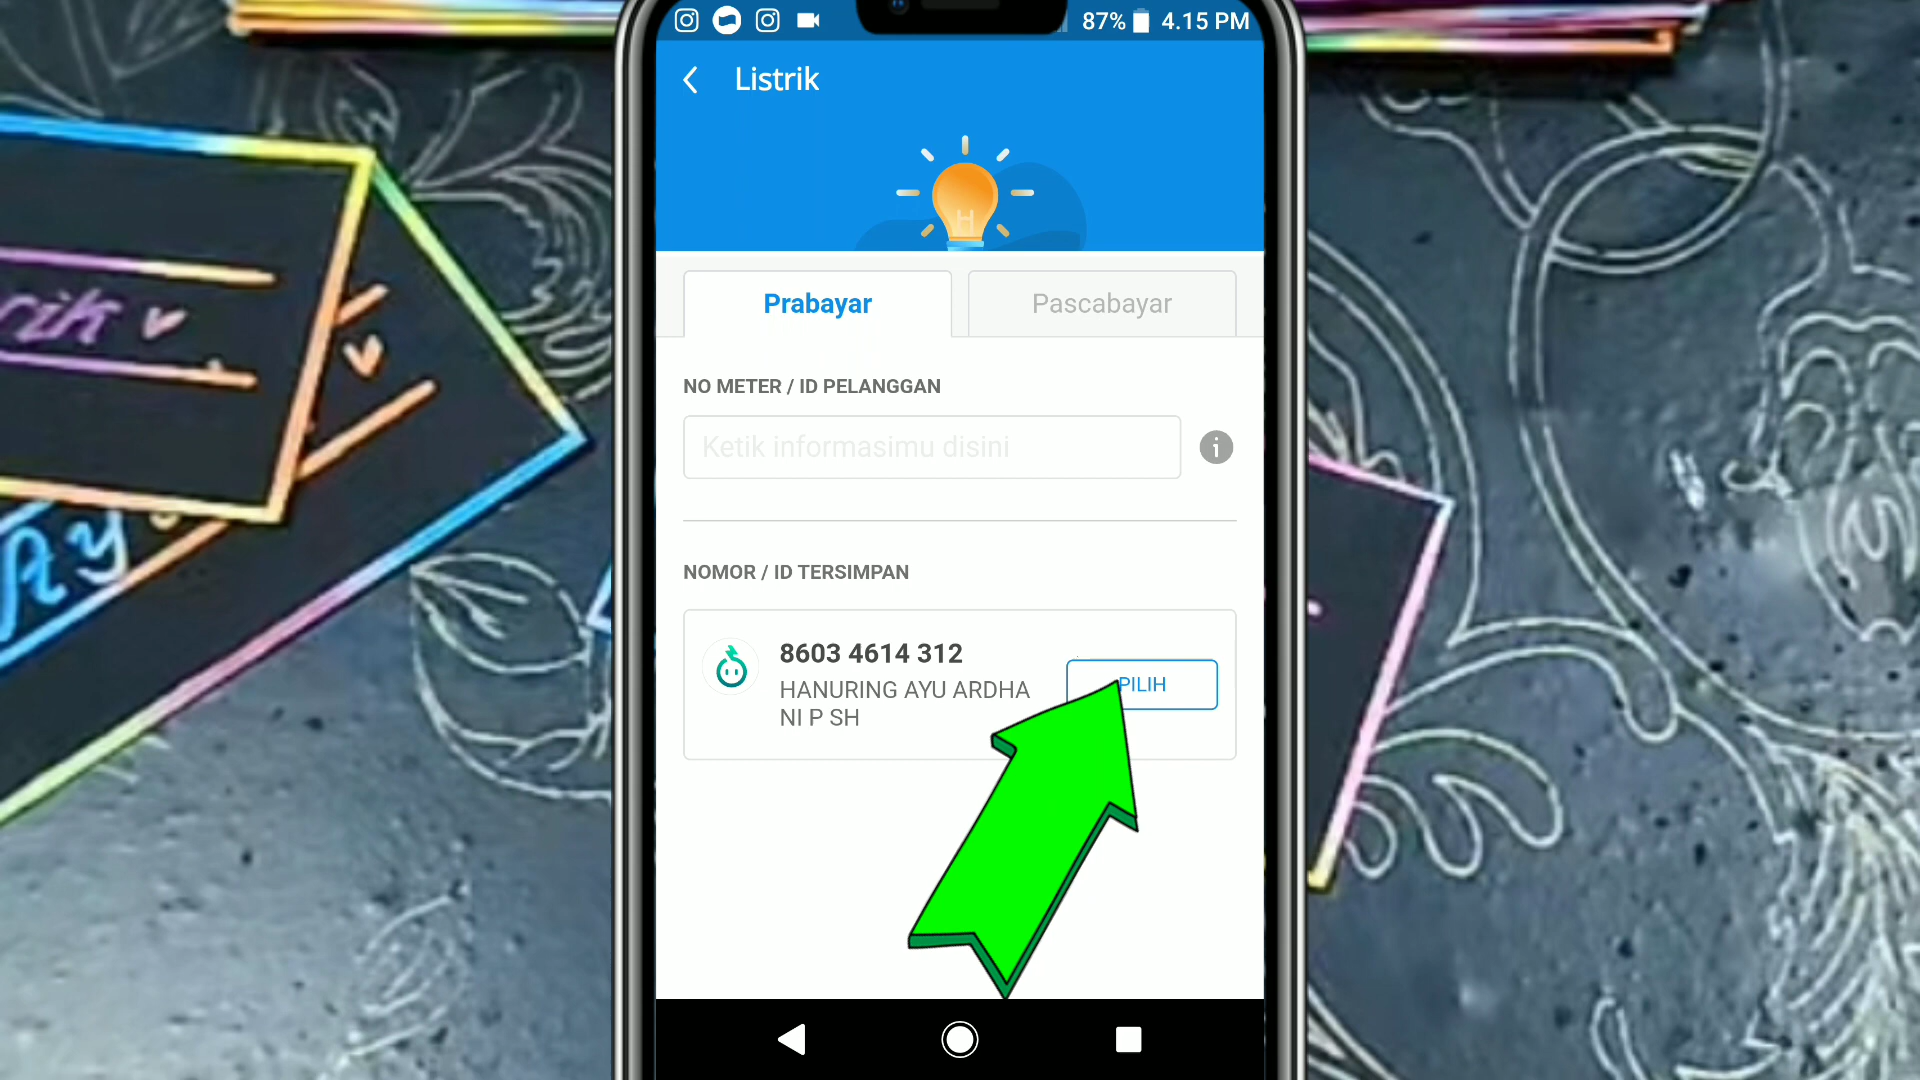 87% 4.15 PM
Listrik
Prabayar
Pascabayar
NO METER / ID PELANGGAN
Ketik informasimu disini
NOMOR / ID TERSIMPAN
8603 4614 312
HANURING AYU ARDHA
NI P SH
PILIH
Ay